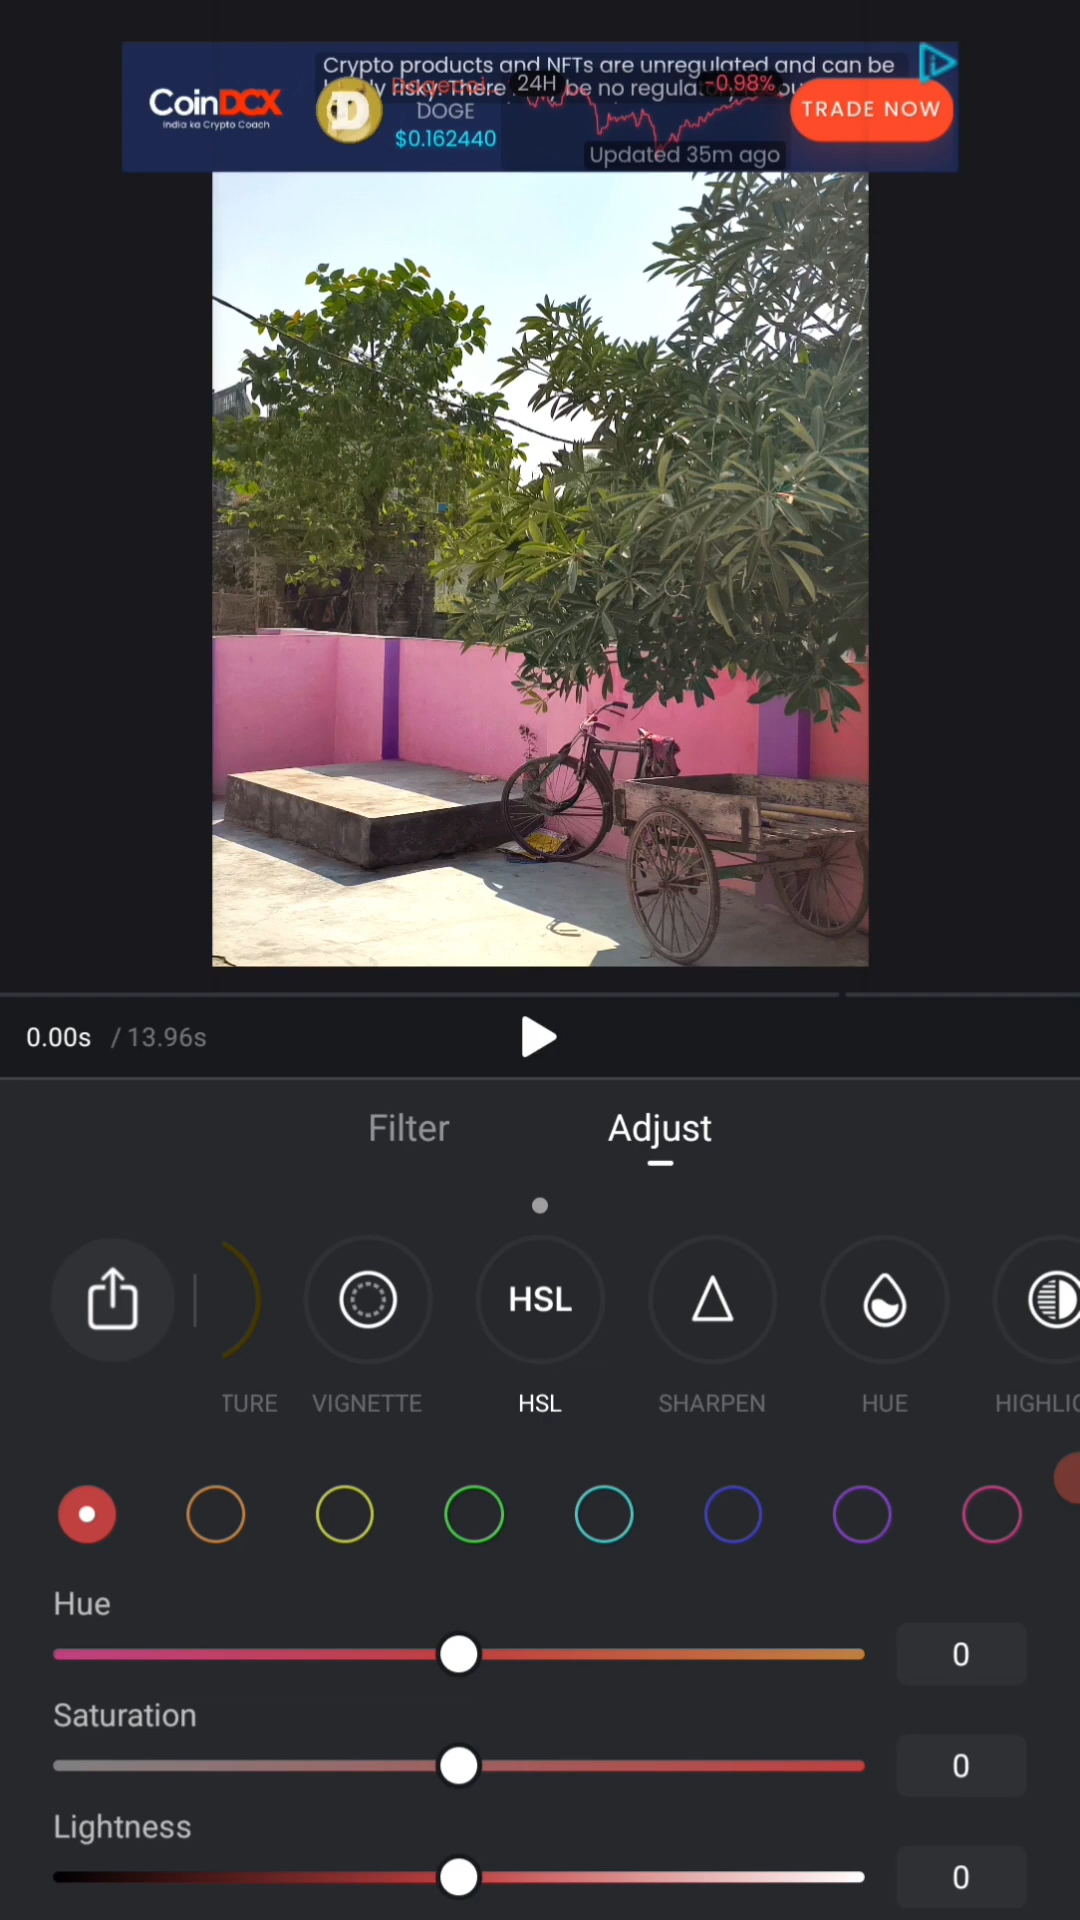 CoinDCX
India ka Crypto Coach
Crypto products and NFTs are unregulated and can be
risky. There be no regulat
24H
-0.98%
DOGE
$0.162440
Updated 35m ago
TRADE NOW
0.00s / 13.96s
Filter
Adjust
HSL
TURE
VIGNETTE
HSL
SHARPEN
HUE
HIGHLIG
Hue
0
Saturation
0
Lightness
0